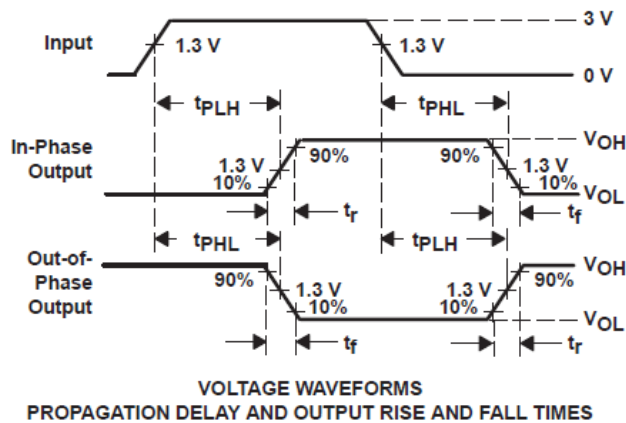 3 V
Input
1.3 V
1.3 V
0 V
tPLH
tPHL
In-Phase
Output
VOH
90%
90%
1.3 V
1.3 V
10%
10%
VOL
tr
tf
tPHL
tPLH
Out-of-
Phase
Output
VOH
90%
90%
1.3 V
1.3 V
10%
10%
VOL
tf
tr
VOLTAGE WAVEFORMS
PROPAGATION DELAY AND OUTPUT RISE AND FALL TIMES